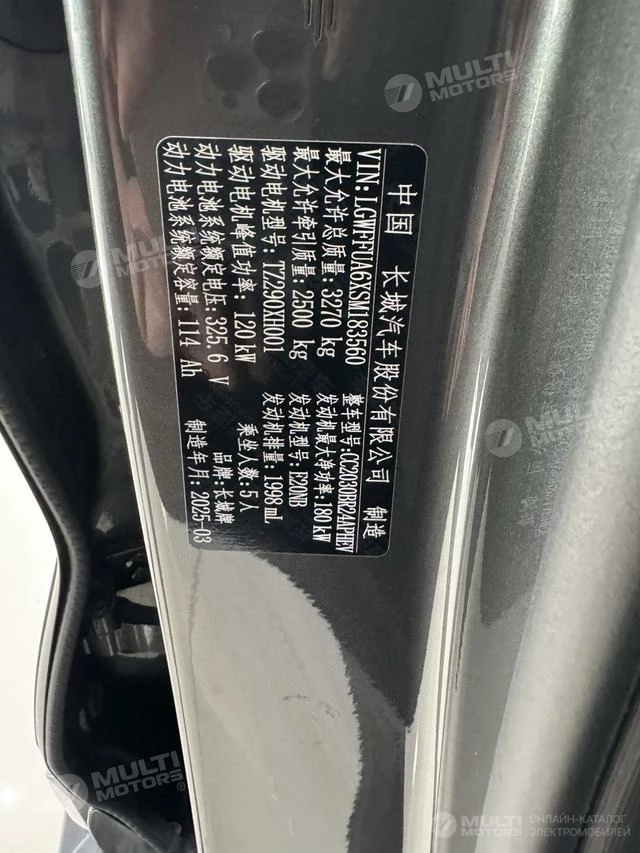 中国 长城汽车股份有限公司 制造
VIN: LGWFFUA6XSM183560 整车型号: CC2030BR24APHEV
最大允许总质量: 3270 kg 发动机最大净功率: 180 kW
最大允许牵引质量: 2500 kg 发动机型号: E20NB
驱动电机型号: TZ290XH001 发动机排量: 1998 mL
驱动电机峰值功率: 120 kW 乘坐人数: 5 人
动力电池系统额定电压: 325.6 V 品牌: 长城牌
动力电池系统额定容量: 114 Ah 制造年月: 2025-03
MULTI
MOTORS®
MULTI
MOTORS
MULTI
MOTORS®
MULTI
MOTORS
ОНЛАЙН-КАТАЛОГ
ЭЛЕКТРОМОБИЛЕЙ